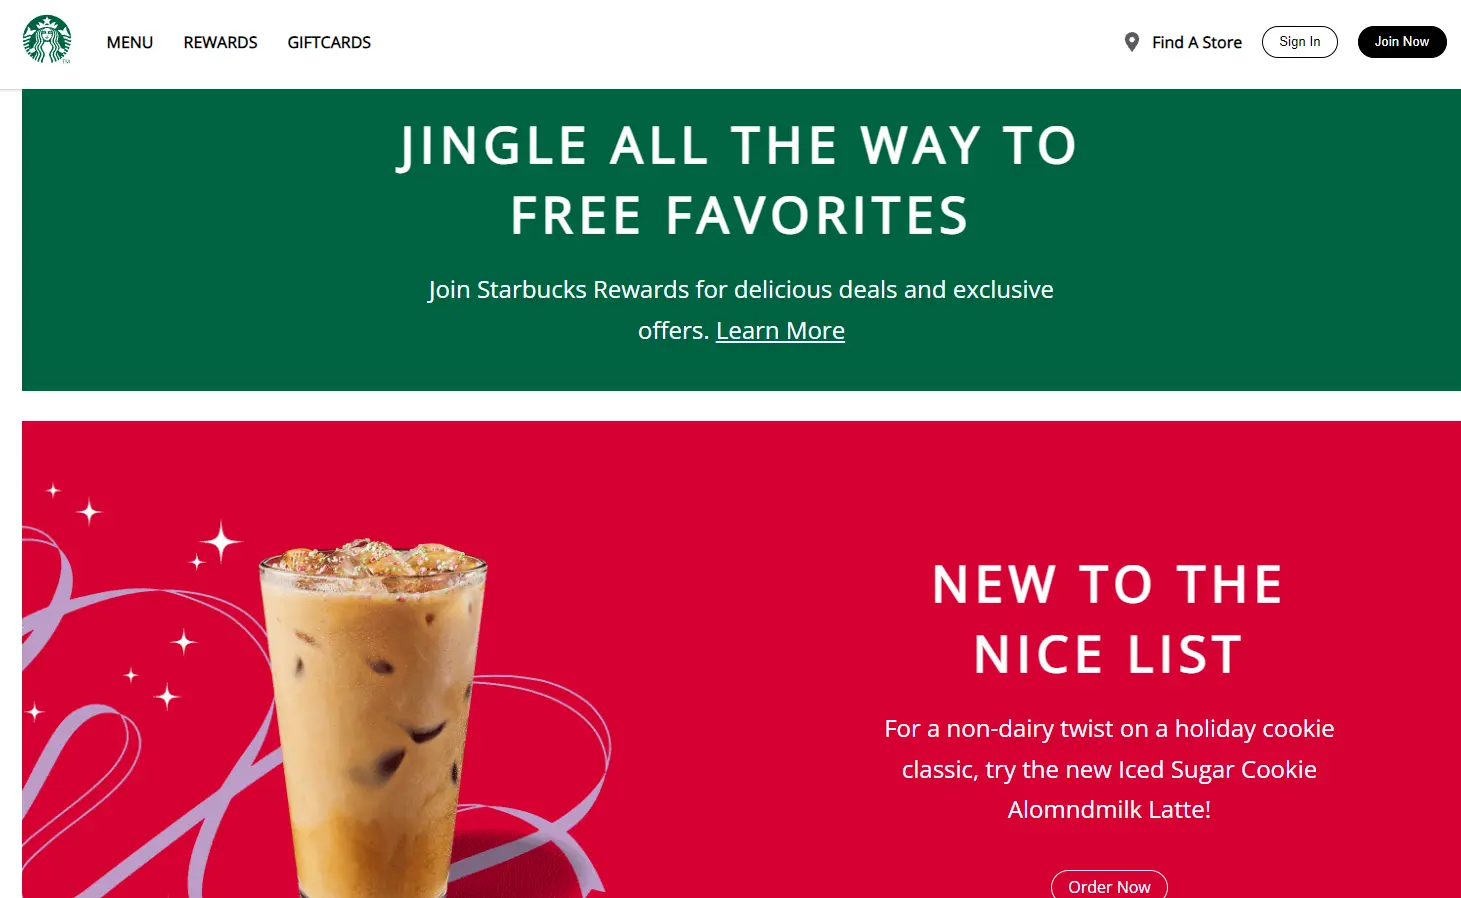 MENU REWARDS GIFTCARDS Find A Store Sign In Join Now
JINGLE ALL THE WAY TO
FREE FAVORITES
Join Starbucks Rewards for delicious deals and exclusive
offers. Learn More
NEW TO THE
NICE LIST
For a non-dairy twist on a holiday cookie
classic, try the new Iced Sugar Cookie
Alomndmilk Latte!
Order Now